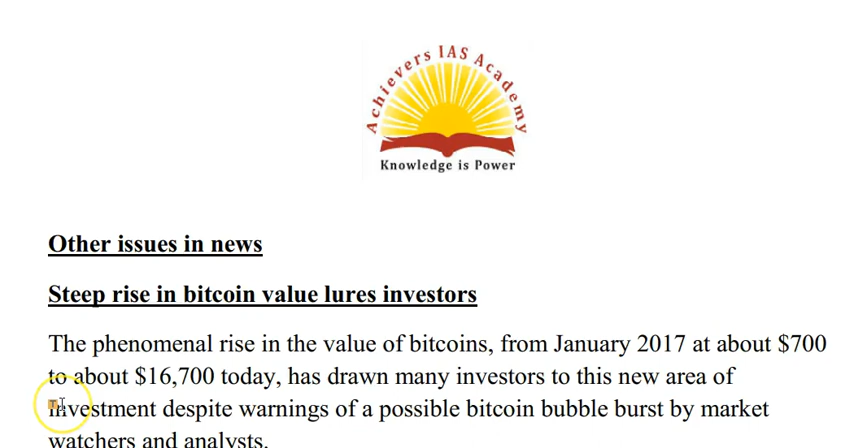 Achievers IAS Academy
Knowledge is Power
Other issues in news
Steep rise in bitcoin value lures investors
The phenomenal rise in the value of bitcoins, from January 2017 at about $700
to about $16,700 today, has drawn many investors to this new area of
investment despite warnings of a possible bitcoin bubble burst by market
watchers and analysts.